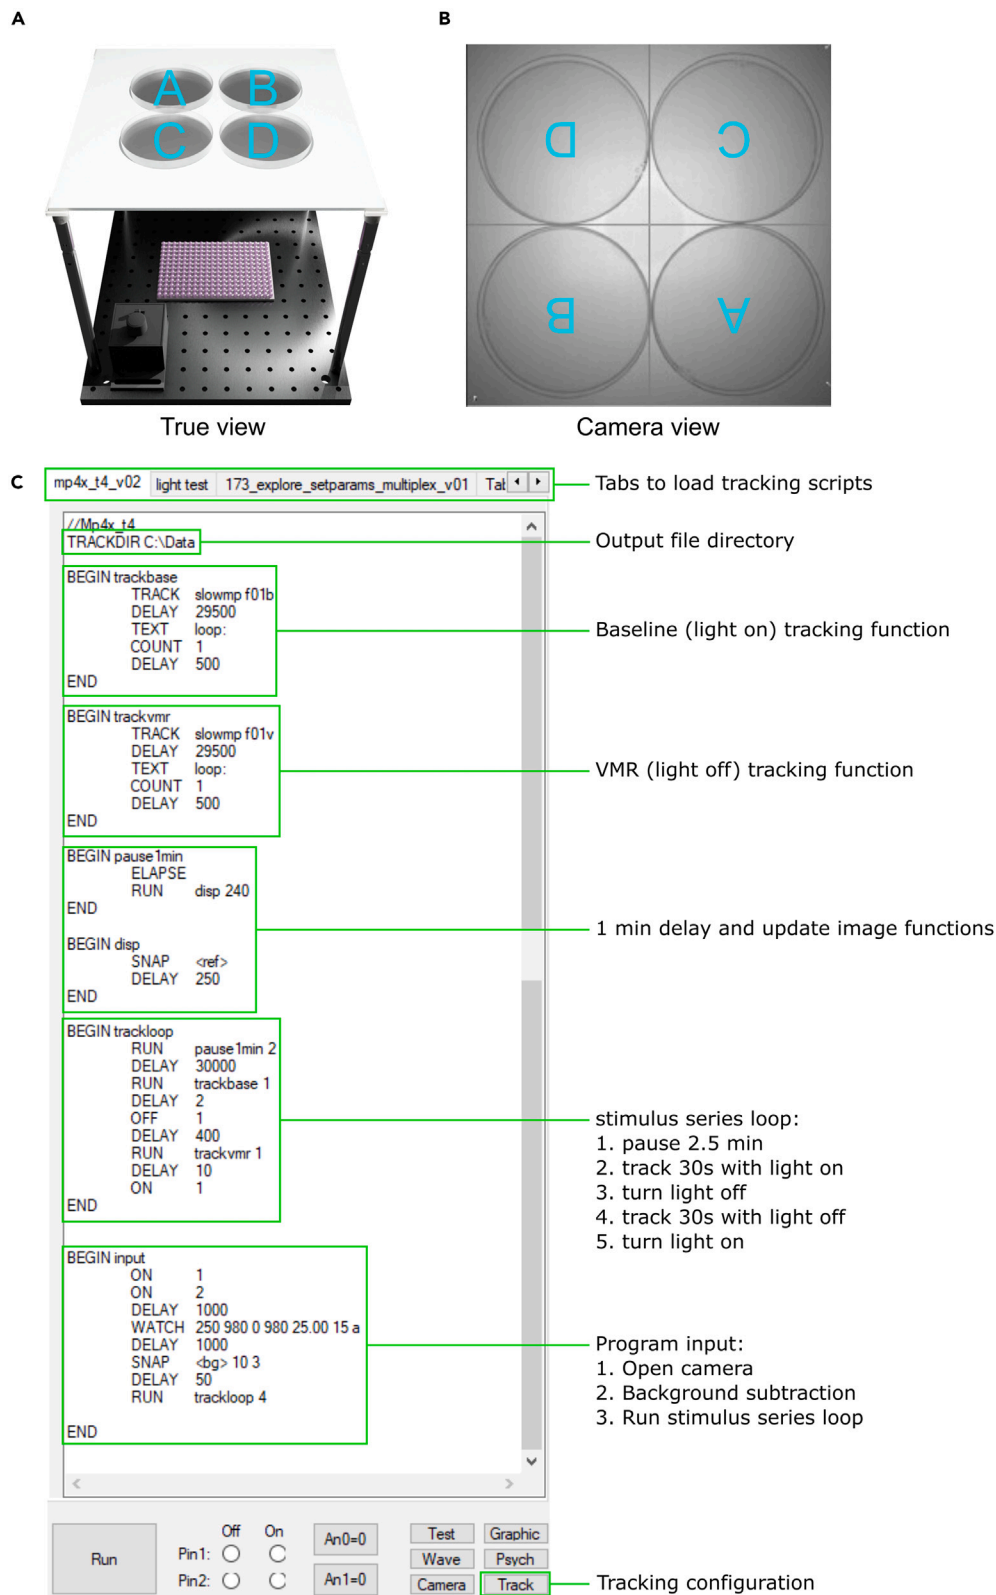 A
B
A B
C D
D C
B A
True view
Camera view
C
mp4x_t4_v02 light test 173_explore_setparams_multiplex_v01 Tab
Tabs to load tracking scripts
//Mp4x_t4
TRACKDIR C:\Data
Output file directory
BEGIN trackbase
TRACK slowmp f01b
DELAY 29500
TEXT loop:
COUNT 1
DELAY 500
END
Baseline (light on) tracking function
BEGIN trackvmr
TRACK slowmp f01v
DELAY 29500
TEXT loop:
COUNT 1
DELAY 500
END
VMR (light off) tracking function
BEGIN pause1min
ELAPSE
RUN disp 240
END
BEGIN disp
SNAP <ref>
DELAY 250
END
1 min delay and update image functions
BEGIN trackloop
RUN pause1min 2
DELAY 30000
RUN trackbase 1
DELAY 2
OFF 1
DELAY 400
RUN trackvmr 1
DELAY 10
ON 1
END
stimulus series loop:
1. pause 2.5 min
2. track 30s with light on
3. turn light off
4. track 30s with light off
5. turn light on
BEGIN input
ON 1
ON 2
DELAY 1000
WATCH 250 980 0 980 25.00 15 a
DELAY 1000
SNAP <bg> 10 3
DELAY 50
RUN trackloop 4
END
Program input:
1. Open camera
2. Background subtraction
3. Run stimulus series loop
Run
Off On
Pin1:
Pin2:
An0=0
An1=0
Test Graphic
Wave Psych
Camera Track
Tracking configuration